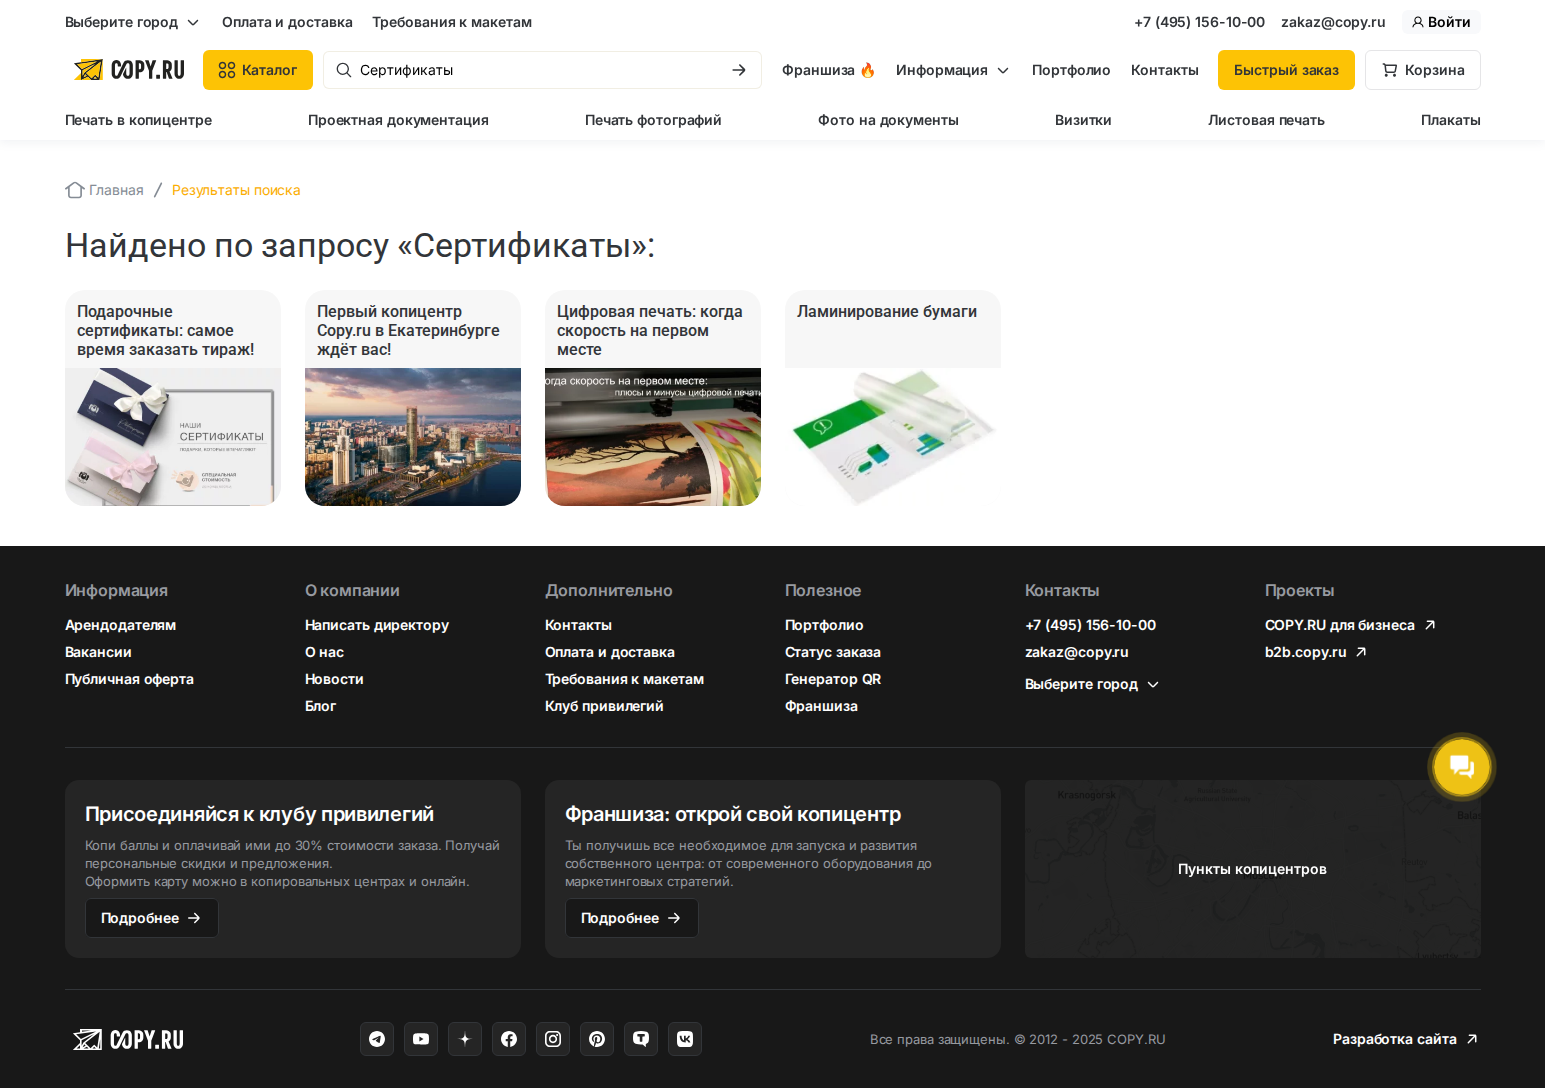 Выберите город
Оплата и доставка
Требования к макетам
+7 (495) 156-10-00
zakaz@copy.ru
Войти
COPY.RU
Каталог
Сертификаты
Франшиза 🔥
Информация
Портфолио
Контакты
Быстрый заказ
Корзина
Печать в копицентре
Проектная документация
Печать фотографий
Фото на документы
Визитки
Листовая печать
Плакаты
Главная / Результаты поиска
Найдено по запросу «Сертификаты»:
Подарочные
сертификаты: самое
время заказать тираж!
НАШИ
СЕРТИФИКАТЫ
ПОДАРКИ, КОТОРЫЕ ВПЕЧАТЛЯЮТ
СПЕЦИАЛЬНАЯ
СТОИМОСТЬ
Первый копицентр
Copy.ru в Екатеринбурге
ждёт вас!
Цифровая печать: когда
скорость на первом
месте
огда скорость на первом месте:
плюсы и минусы цифровой печати
Ламинирование бумаги
Информация
Арендодателям
Вакансии
Публичная оферта
О компании
Написать директору
О нас
Новости
Блог
Дополнительно
Контакты
Оплата и доставка
Требования к макетам
Клуб привилегий
Полезное
Портфолио
Статус заказа
Генератор QR
Франшиза
Контакты
+7 (495) 156-10-00
zakaz@copy.ru
Выберите город
Проекты
COPY.RU для бизнеса
b2b.copy.ru
Присоединяйся к клубу привилегий
Копи баллы и оплачивай ими до 30% стоимости заказа. Получай
персональные скидки и предложения.
Оформить карту можно в копировальных центрах и онлайн.
Подробнее
Франшиза: открой свой копицентр
Ты получишь все необходимое для запуска и развития
собственного центра: от современного оборудования до
маркетинговых стратегий.
Подробнее
Krasnogorsk
Пункты копицентров
COPY.RU
Все права защищены. © 2012 - 2025 COPY.RU
Разработка сайта